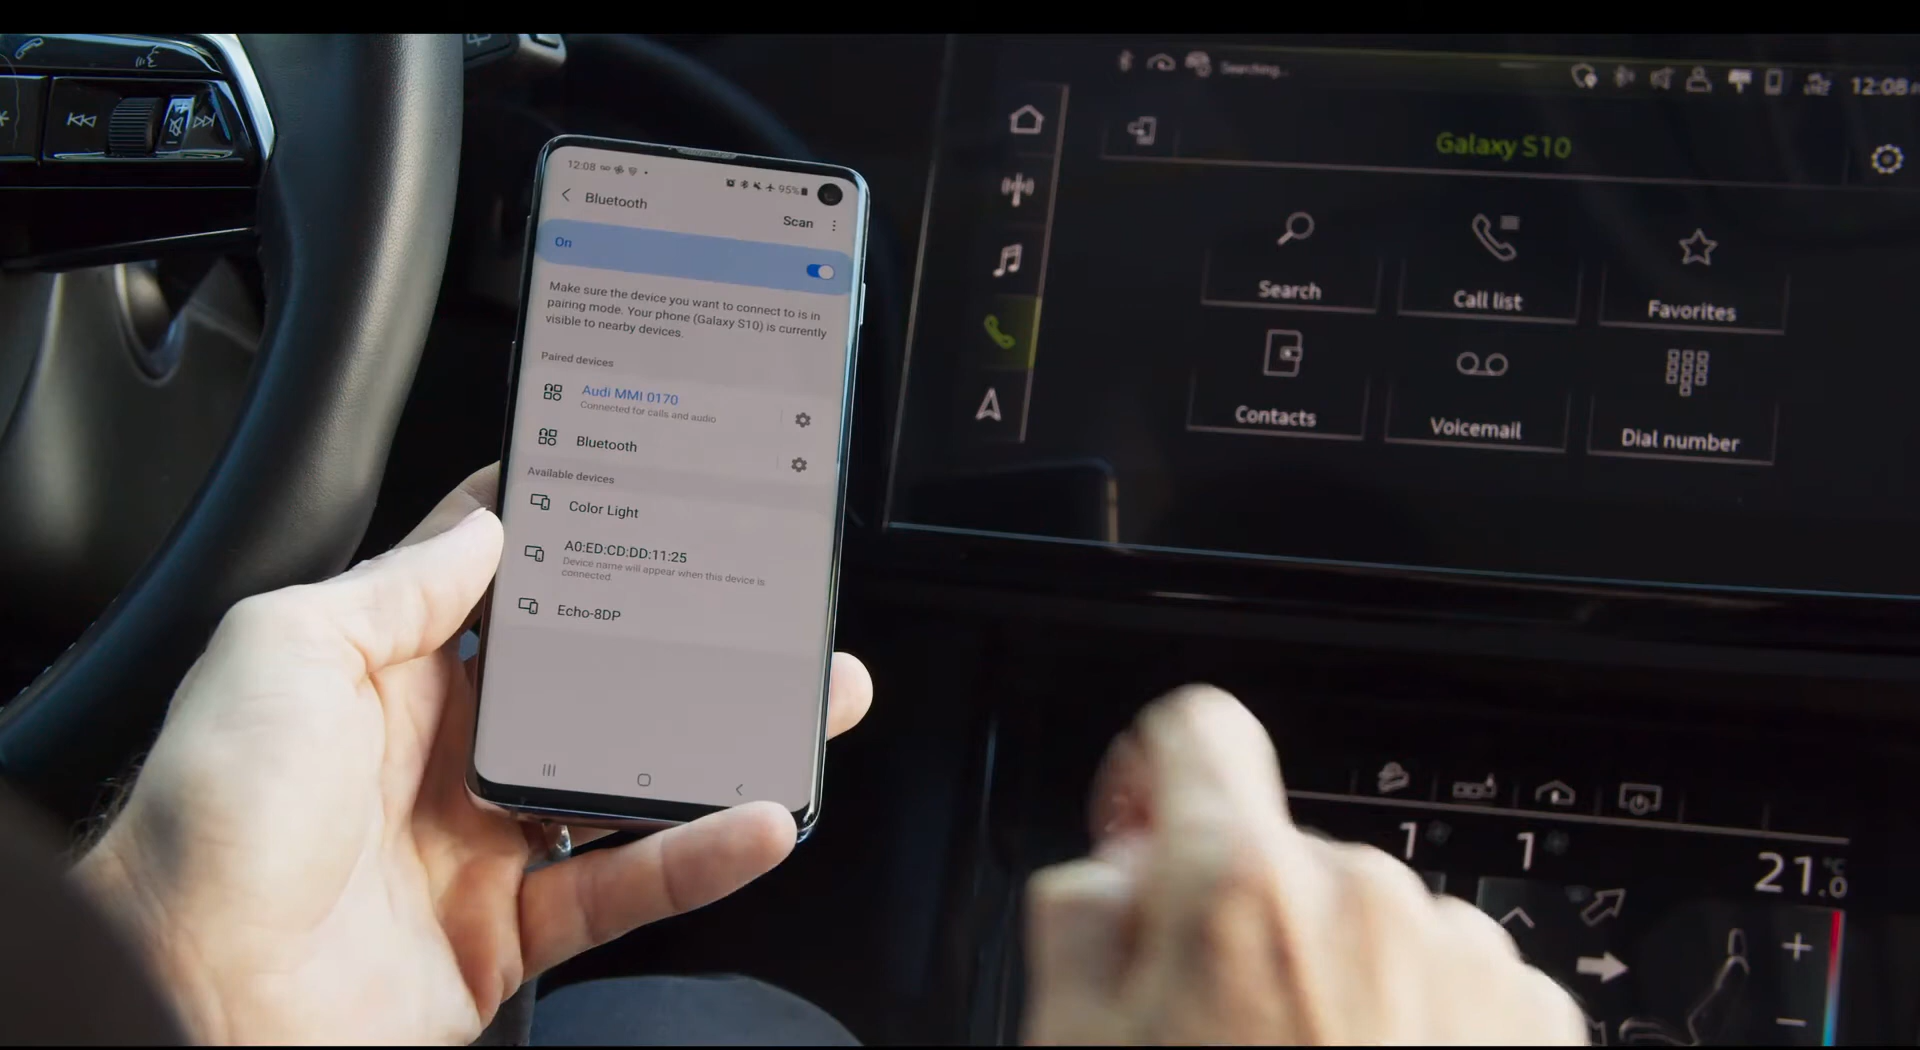 12:08
95%
Bluetooth
Scan
On
Make sure the device you want to connect to is in
pairing mode. Your phone (Galaxy S10) is currently
visible to nearby devices.
Paired devices
Audi MMI 0170
Connected for calls and audio
Bluetooth
Available devices
Color Light
A0:ED:CD:DD:11:25
Device name will appear when this device is
connected.
Echo-8DP
Searching...
12:08
Galaxy S10
Search
Call list
Favorites
Contacts
Voicemail
Dial number
1
1
21.0 °C